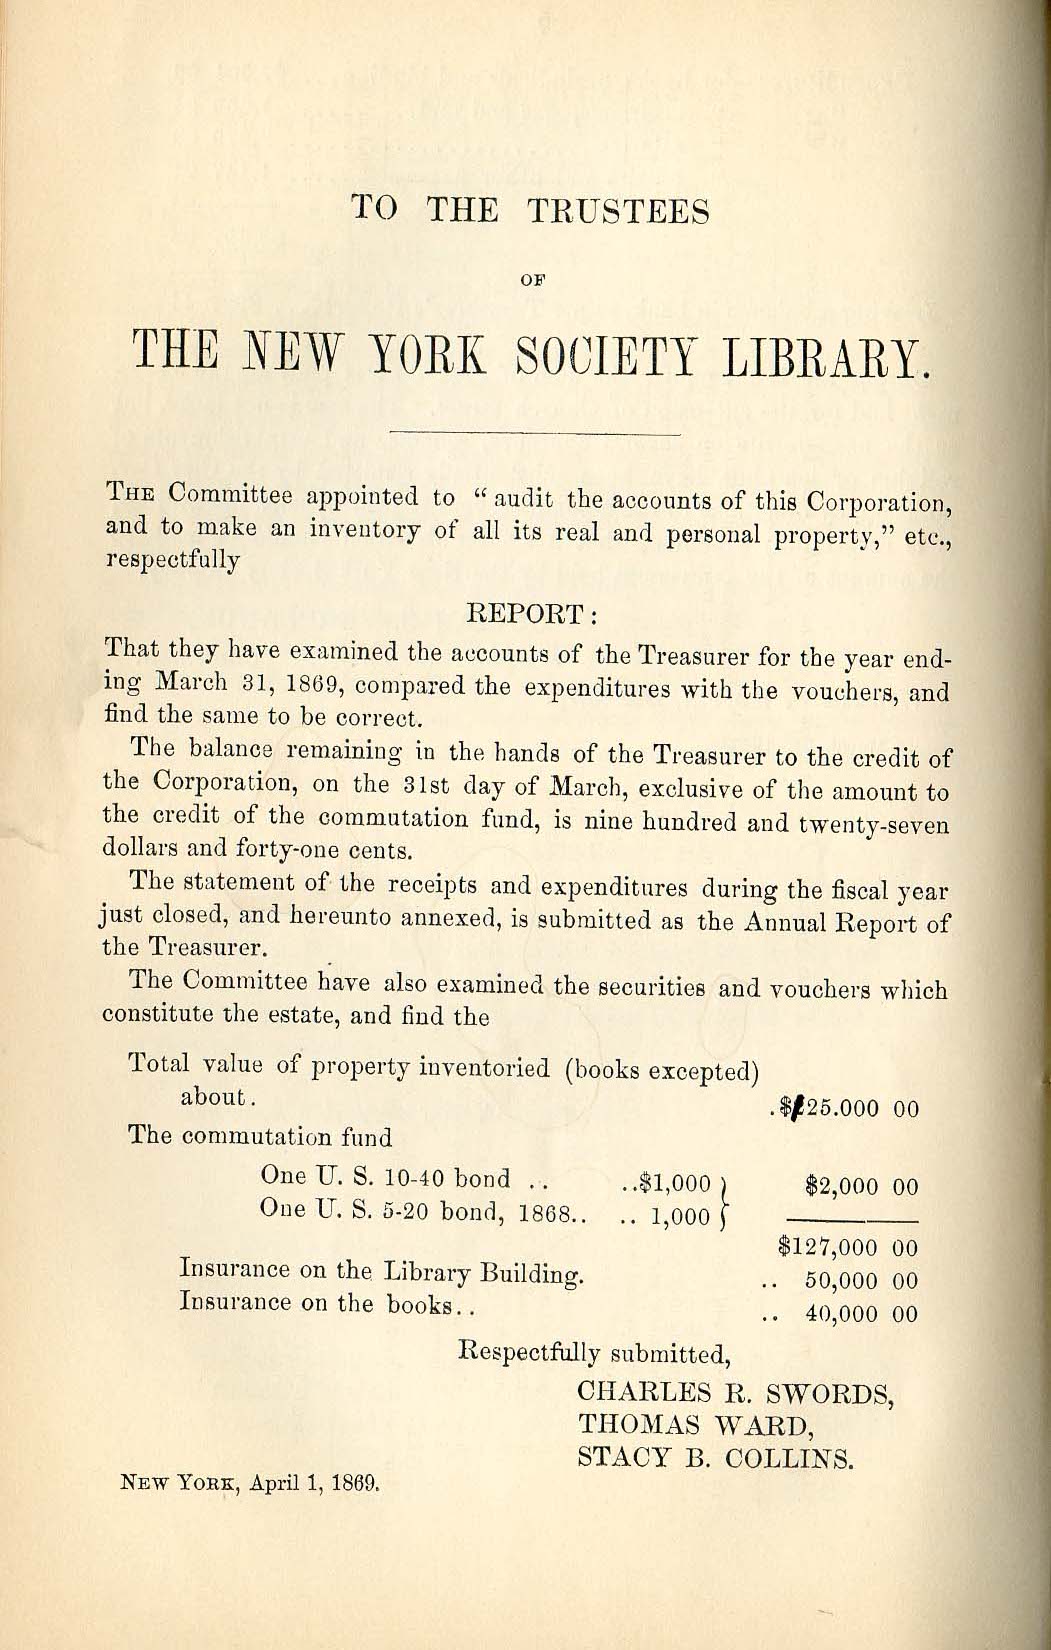 TO THE TRUSTEES
OF
THE NEW YORK SOCIETY LIBRARY.
THE Committee appointed to “ audit the accounts of this Corporation,
and to make an inventory of all its real and personal property,” etc.,
respectfully
REPORT :
That they have examined the accounts of the Treasurer for the year end-
ing March 31, 1869, compared the expenditures with the vouchers, and
find the same to be correct.
The balance remaining in the hands of the Treasurer to the credit of
the Corporation, on the 31st day of March, exclusive of the amount to
the credit of the commutation fund, is nine hundred and twenty-seven
dollars and forty-one cents.
The statement of the receipts and expenditures during the fiscal year
just closed, and hereunto annexed, is submitted as the Annual Report of
the Treasurer.
The Committee have also examined the securities and vouchers which
constitute the estate, and find the
Total value of property inventoried (books excepted)
about. .$125.000 00
The commutation fund
One U. S. 10-40 bond .. ..$1,000 } $2,000 00
One U. S. 5-20 bond, 1868.. .. 1,000
$127,000 00
Insurance on the Library Building. .. 50,000 00
Insurance on the books.. .. 40,000 00
Respectfully submitted,
CHARLES R. SWORDS,
THOMAS WARD,
STACY B. COLLINS.
NEW YORK, April 1, 1869.